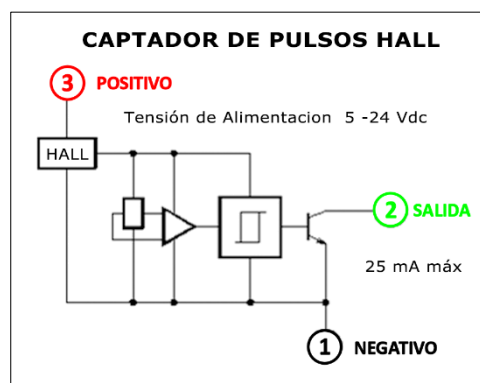 CAPTADOR DE PULSOS HALL
3 POSITIVO
Tensión de Alimentacion 5 -24 Vdc
HALL
2 SALIDA
25 mA máx
1 NEGATIVO